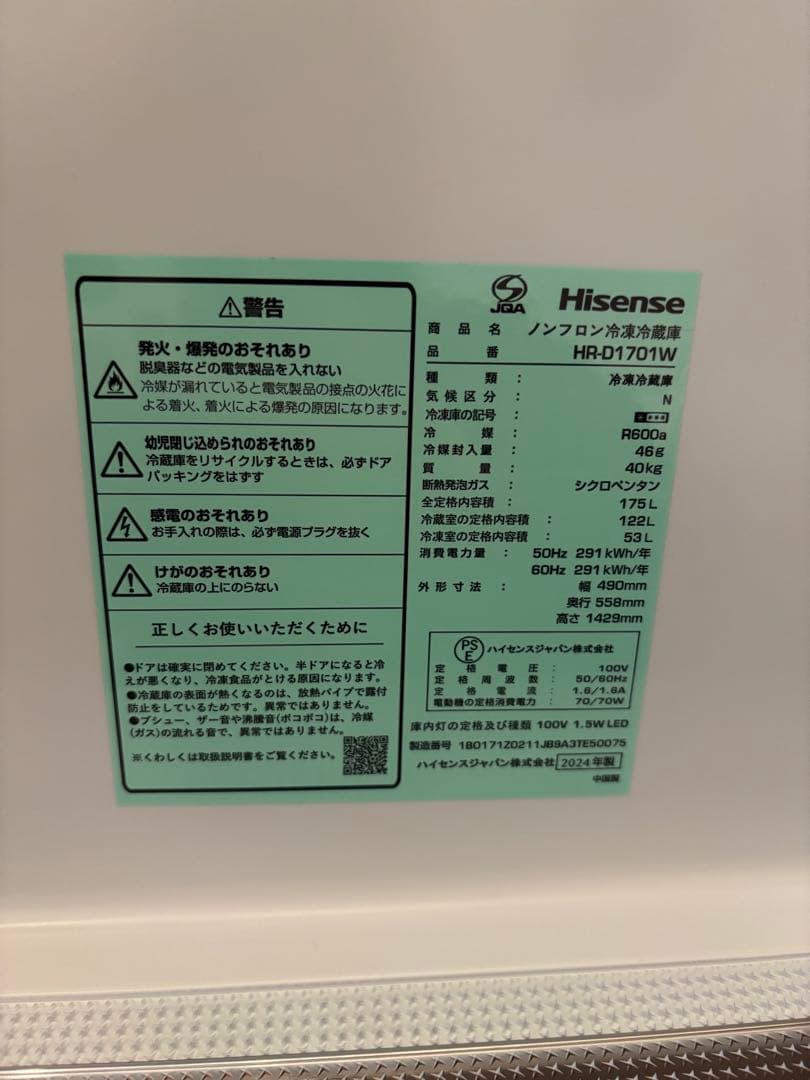 ⚠警告
発火・爆発のおそれあり
脱臭器などの電気製品を入れない
冷媒が漏れていると電気製品の接点の火花に
よる着火、着火による爆発の原因になります。
幼児閉じ込められのおそれあり
冷蔵庫をリサイクルするときは、必ずドア
パッキングをはずす
感電のおそれあり
お手入れの際は、必ず電源プラグを抜く
けがのおそれあり
冷蔵庫の上にのらない
正しくお使いいただくために
●ドアは確実に閉めてください。半ドアになると冷
えが悪くなり、冷凍食品がとける原因になります。
●冷蔵庫の表面が熱くなるのは、放熱パイプで露付
防止をしているためです。異常ではありません。
●ブシュー、ザー音や沸騰音(ポコポコ)は、冷媒
(ガス)の流れる音で、異常ではありません。
※くわしくは取扱説明書をご覧ください。
JQA
Hisense
商品名 ノンフロン冷凍冷蔵庫
品番 HR-D1701W
種類： 冷凍冷蔵庫
気候区分： N
冷凍庫の記号：
冷媒： R600a
冷媒封入量： 46g
質量： 40kg
断熱発泡ガス： シクロペンタン
全定格内容積： 175L
冷蔵室の定格内容積： 122L
冷凍室の定格内容積： 53L
消費電力量： 50Hz 291kWh/年
60Hz 291kWh/年
外形寸法： 幅 490mm
奥行 558mm
高さ 1429mm
PSE ハイセンスジャパン株式会社
定格電圧： 100V
定格周波数： 50/60Hz
定格電流： 1.6/1.6A
電動機の定格消費電力： 70/70W
庫内灯の定格及び種類 100V 1.5W LED
製造番号 1B0171Z0211JB9A3TE50075
ハイセンスジャパン株式会社 2024年製
中国製